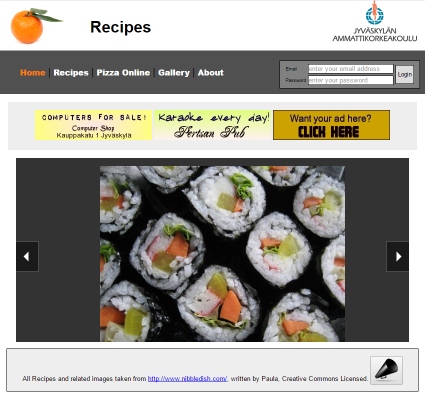 Recipes
JYVÄSKYLÄN
AMMATTIKORKEAKOULU
Home | Recipes | Pizza Online | Gallery | About
Email enter your email address
Password enter your password
Login
COMPUTERS FOR SALE!
Computer Shop
Kauppakatu 1 Jyväskylä
Karaoke every day!
Pertisan Pub
Want your ad here?
CLICK HERE
All Recipes and related images taken from http://www.nibbledish.com/, written by Paula, Creative Commons Licensed.